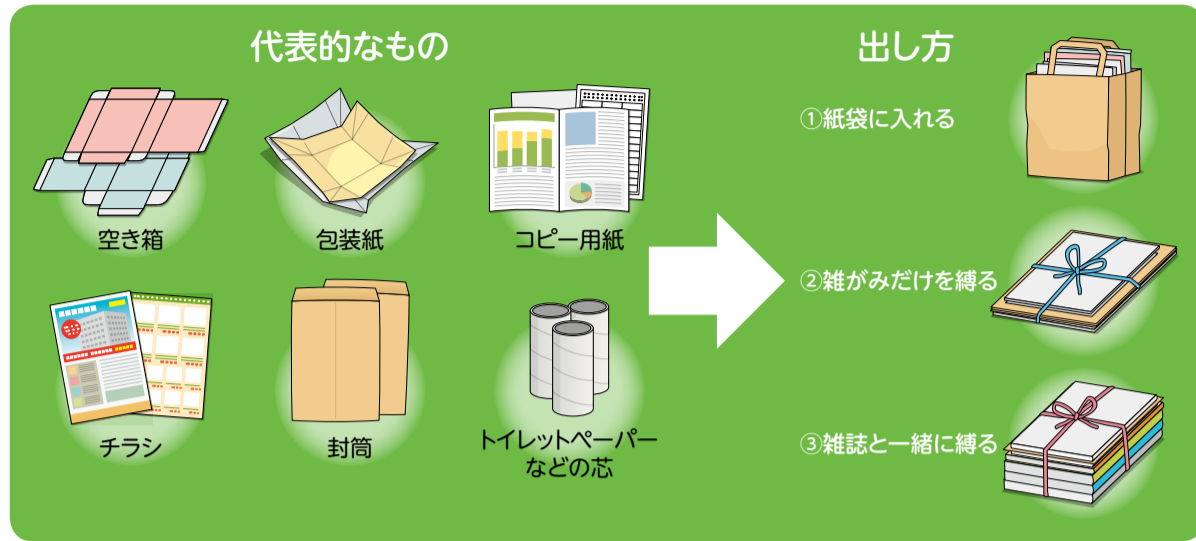 代表的なもの
空き箱
包装紙
コピー用紙
チラシ
封筒
トイレットペーパー
などの芯
出し方
①紙袋に入れる
②雑がみだけを縛る
③雑誌と一緒に縛る